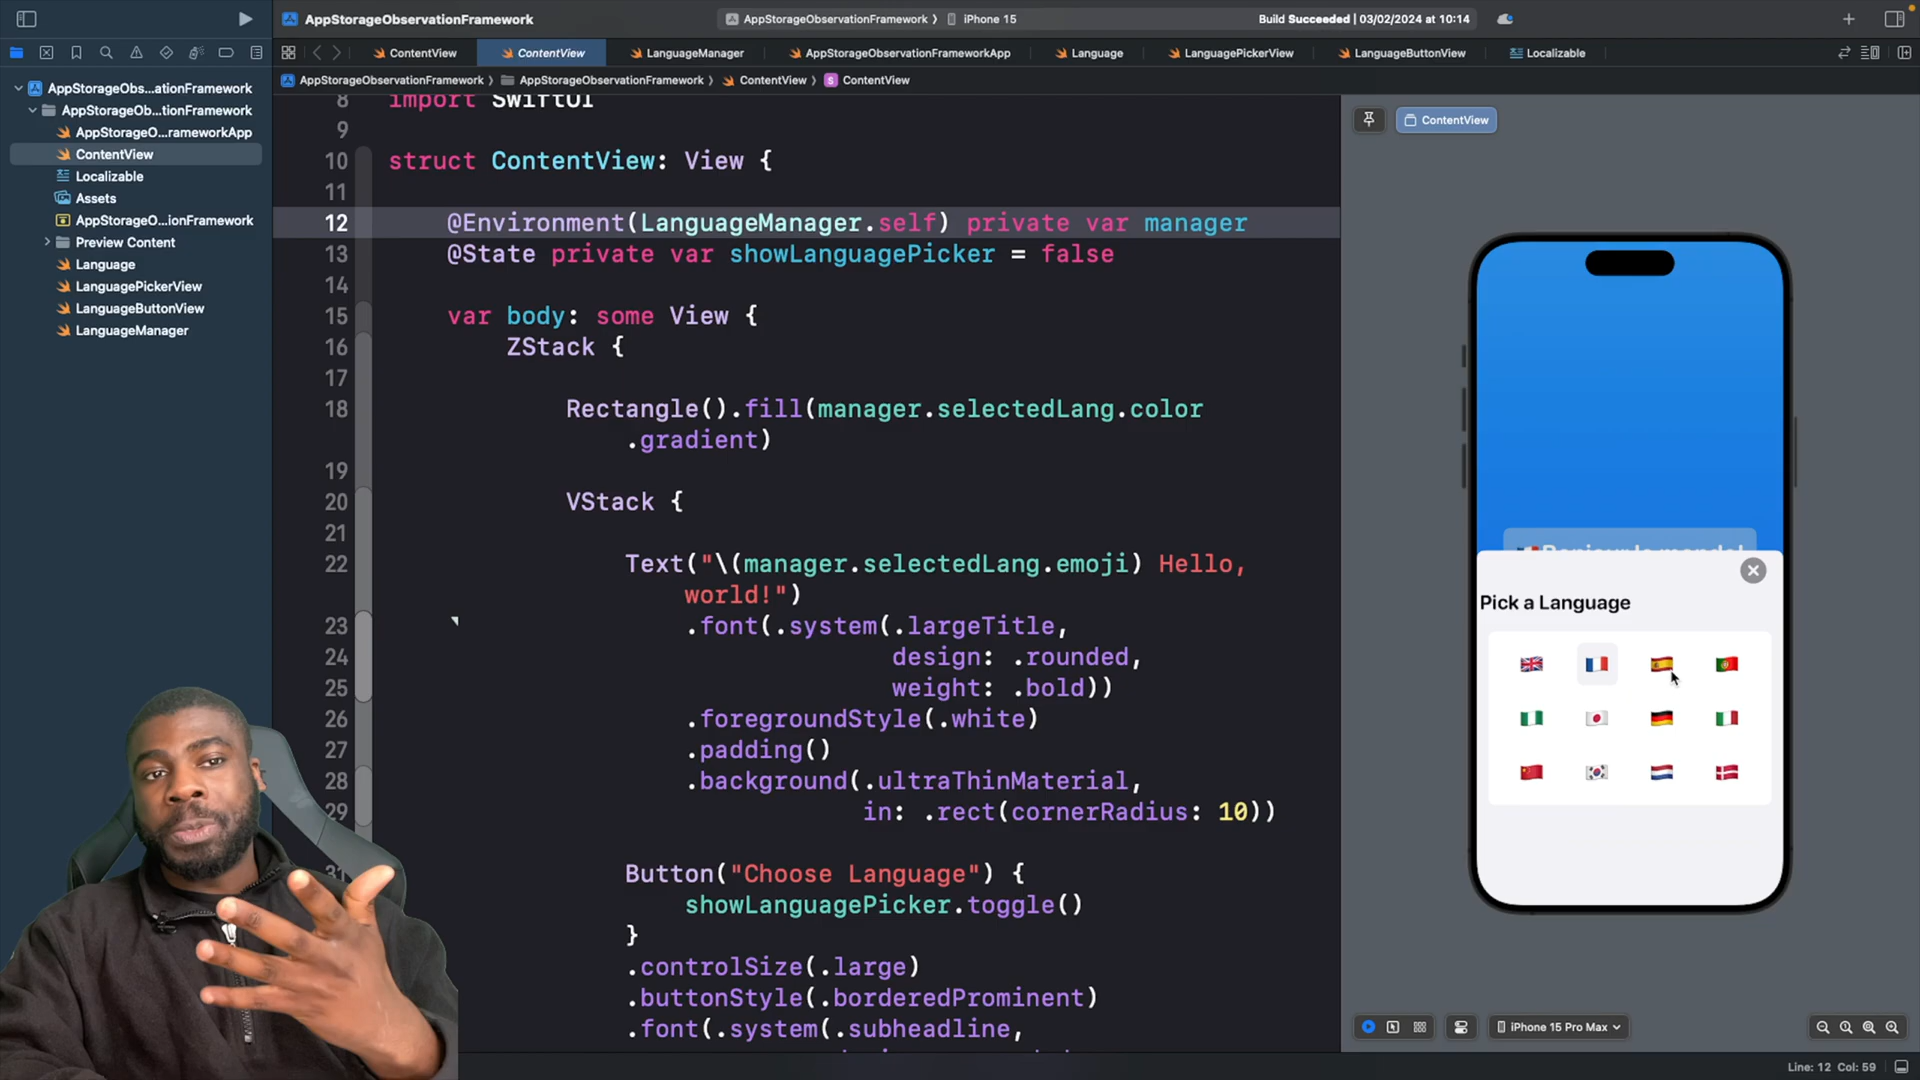 AppStorageObservationFramework
AppStorageObservationFramework 〉 iPhone 15
Build Succeeded | 03/02/2024 at 10:14
ContentView
ContentView
LanguageManager
AppStorageObservationFrameworkApp
Language
LanguagePickerView
LanguageButtonView
Localizable
AppStorageObservationFramework 〉 AppStorageObservationFramework 〉 ContentView 〉 S ContentView
AppStorageObs...ationFramework
AppStorageOb...tionFramework
AppStorageO...rameworkApp
ContentView
Localizable
Assets
AppStorageO...ionFramework
Preview Content
Language
LanguagePickerView
LanguageButtonView
LanguageManager
8 import SwiftUI
9
10 struct ContentView: View {
11
12 @Environment(LanguageManager.self) private var manager
13 @State private var showLanguagePicker = false
14
15 var body: some View {
16 ZStack {
17
18 Rectangle().fill(manager.selectedLang.color
.gradient)
19
20 VStack {
21
22 Text("\(manager.selectedLang.emoji) Hello,
world!")
23 .font(.system(.largeTitle,
24 design: .rounded,
25 weight: .bold))
26 .foregroundStyle(.white)
27 .padding()
28 .background(.ultraThinMaterial,
29 in: .rect(cornerRadius: 10))
31 Button("Choose Language") {
showLanguagePicker.toggle()
}
.controlSize(.large)
.buttonStyle(.borderedProminent)
.font(.system(.subheadline,
ContentView
Pick a Language
iPhone 15 Pro Max
Line: 12 Col: 59